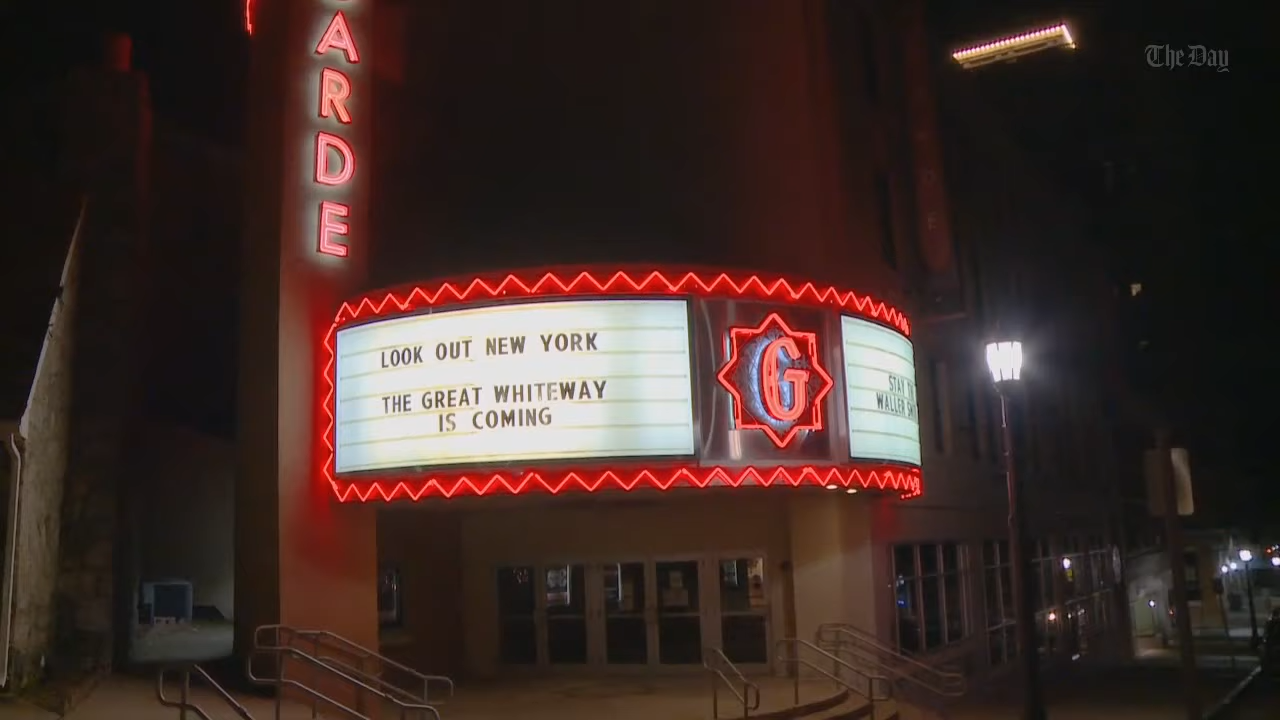 ARDE
The Day
LOOK OUT NEW YORK
THE GREAT WHITEWAY
IS COMING
G
STAY
WALLER